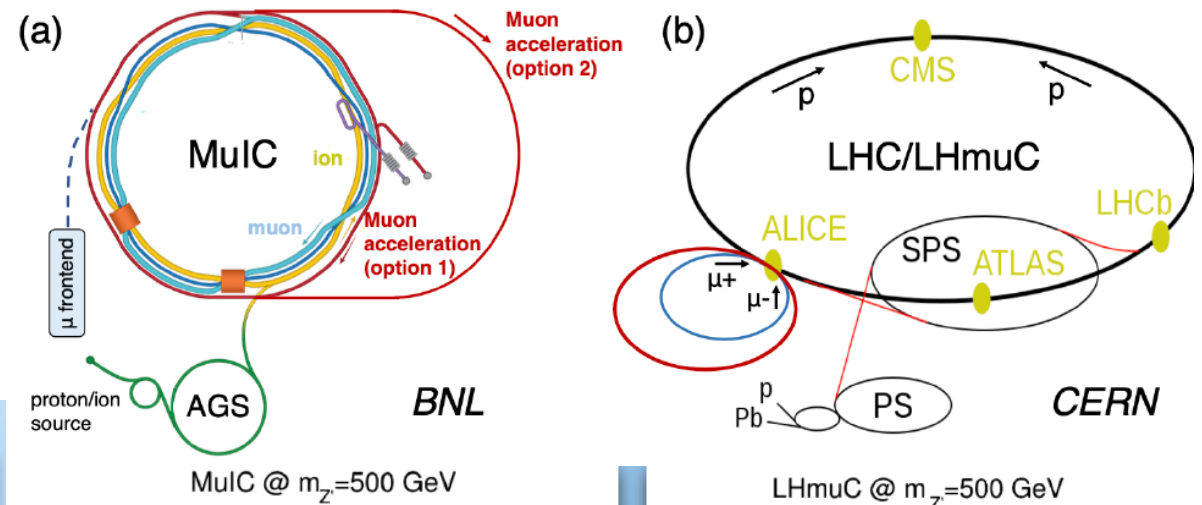 (a)
Muon
acceleration
(option 2)
MuIC
ion
muon
Muon
acceleration
(option 1)
μ frontend
proton/ion
source
AGS
BNL
MuIC @ mZ'=500 GeV
(b)
CMS
p
p
LHC/LHmuC
LHCb
ALICE
SPS
ATLAS
μ+
μ-
p
Pb
PS
CERN
LHmuC @ mZ'=500 GeV